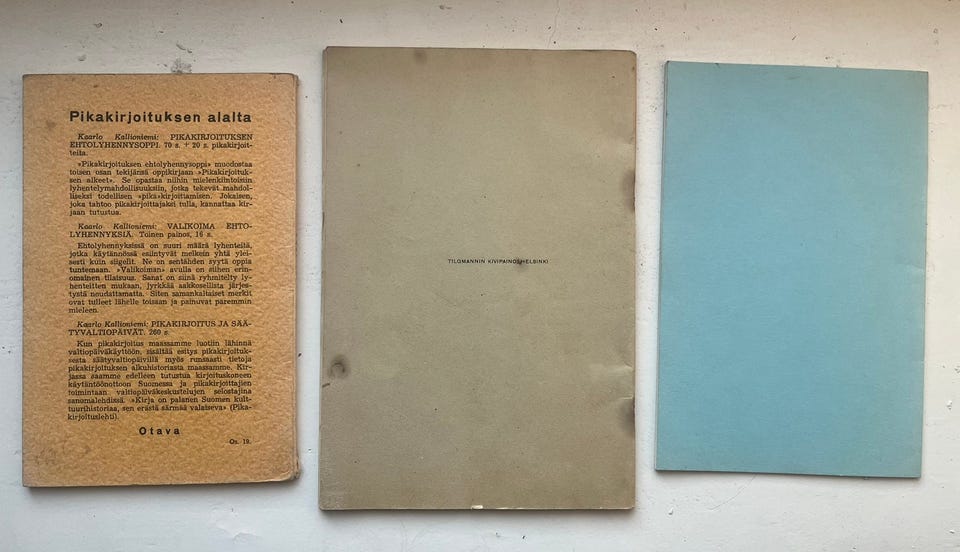 Pikakirjoituksen alalta
Kaarlo Kallioniemi: PIKAKIRJOITUKSEN
EHTOLYHENNYSOPPI. 70 s. + 20 s. pikakirjoit-
teita.
»Pikakirjoituksen ehtolyhennysoppi» muodostaa
toisen osan tekijänsä oppikirjaan »Pikakirjoituk-
sen alkeet». Se opastaa niihin mielenkiintoisiin
lyhentelymahdollisuuksiin, jotka tekevät mahdol-
liseksi todellisen »pika»kirjoittamisen. Jokaisen,
joka tahtoo pikakirjoittajaksi tulla, kannattaa kir-
jaan tutustua.
Kaarlo Kallioniemi: VALIKOIMA EHTO-
LYHENNYKSIÄ. Toinen painos, 16 s.
Ehtolyhennyksissä on suuri määrä lyhenteitä,
jotka käytännössä esiintyvät melkein yhtä ylei-
sesti kuin siigelit. Ne on sentähden syytä oppia
tuntemaan. »Valikoiman» avulla on siihen erin-
omainen tilaisuus. Sanat on siinä ryhmitelty ly-
henteitten mukaan, jyrkkää aakkosellista järjes-
tystä noudattamatta. Siten samankaltaiset merkit
ovat tulleet lähelle toisaan ja painuvat paremmin
mieleen.
Kaarlo Kallioniemi: PIKAKIRJOITUS JA SÄÄ-
TYVALTIOPÄIVÄT. 260 s.
Kun pikakirjoitus maassamme luotiin lähinnä
valtiopäiväkäyttöön, sisältää esitys pikakirjoituk-
sesta säätyvaltiopäivillä myös runsaasti tietoja
pikakirjoituksen alkuhistoriasta maassamme. Kir-
jassa saamme edelleen tutustua kirjoituskoneen
käytäntöönottoon Suomessa ja pikakirjoittajien
toimintaan valtiopäiväkeskustelujen selostajina
sanomalehdissä. »Kirja on palanen Suomen kult-
tuurihistoriaa, sen erästä särmää valaiseva» (Pika-
kirjoituslehti).
Otava
Os. 19.
TILGMANNIN KIVIPAINO, HELSINKI